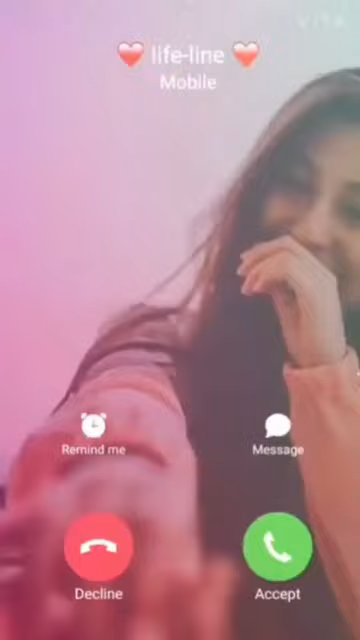 ❤️ life-line ❤️
Mobile
Remind me
Message
Decline
Accept